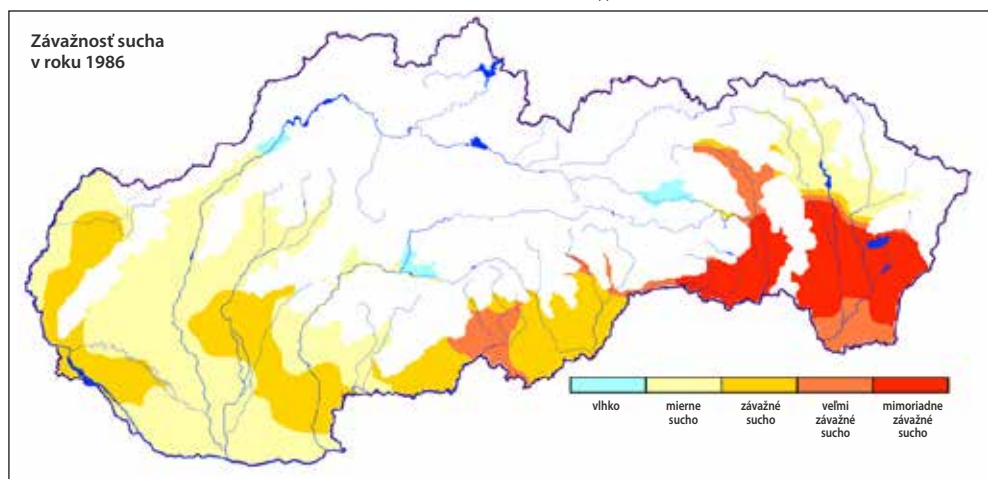 Závažnosť sucha
v roku 1986
vlhko
mierne
sucho
závažné
sucho
veľmi
závažné
sucho
mimoriadne
závažné
sucho